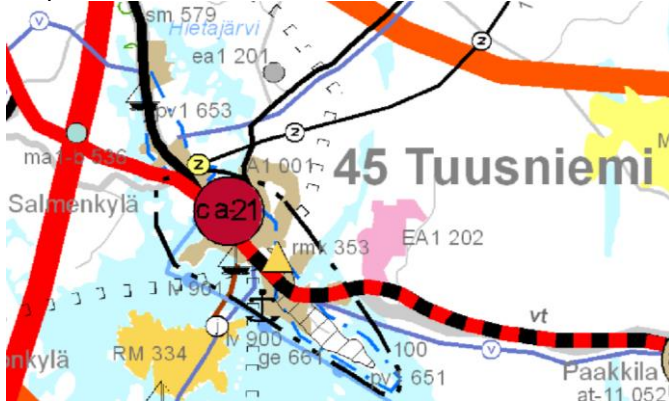 sm 579
v
Hietajärvi
z
ea1 201
pv1 653
z
ma1-b 536
z
A1 001
45 Tuusniemi
Salmenkylä
ca-21
EA1 202
rmk 353
lv 901
lv 900
ge 661
vt
100
v
RM 334
pv1 651
Paakkila
at-11 052